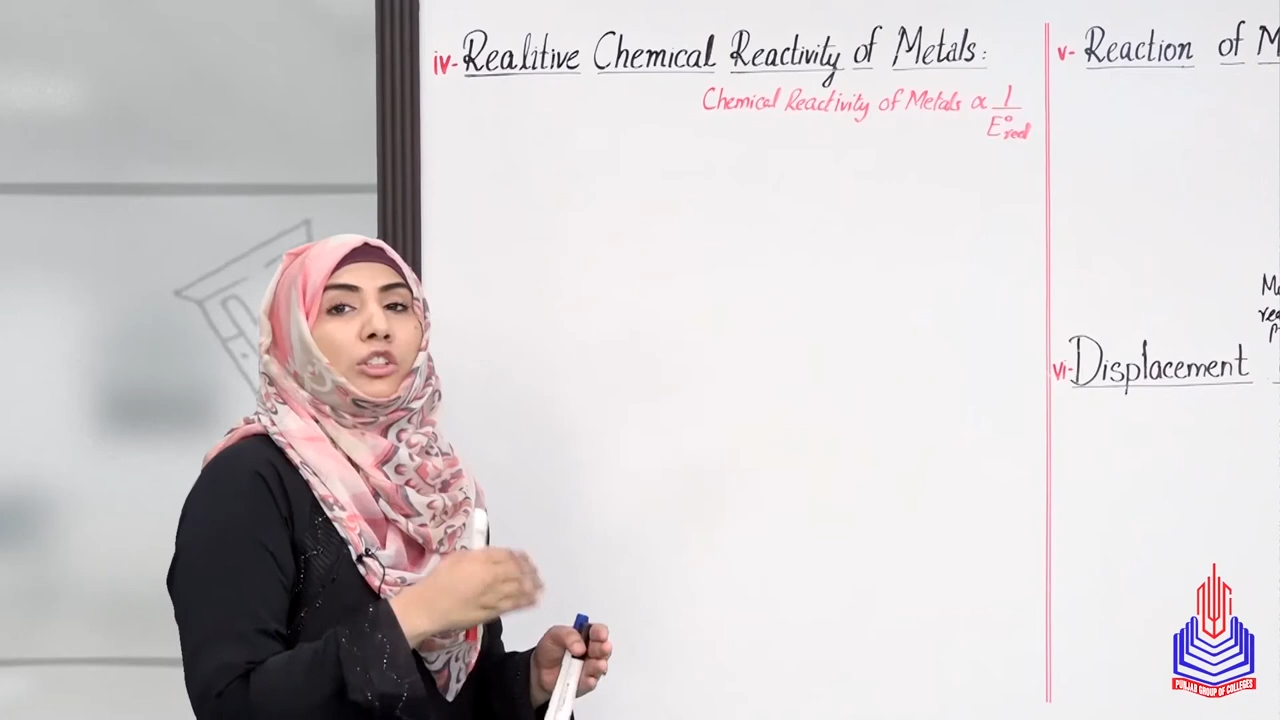 iv- Realitive Chemical Reactivity of Metals:
Chemical Reactivity of Metals ∝ 1
E°red
v- Reaction of M
vi- Displacement
PUNJAB GROUP OF COLLEGES